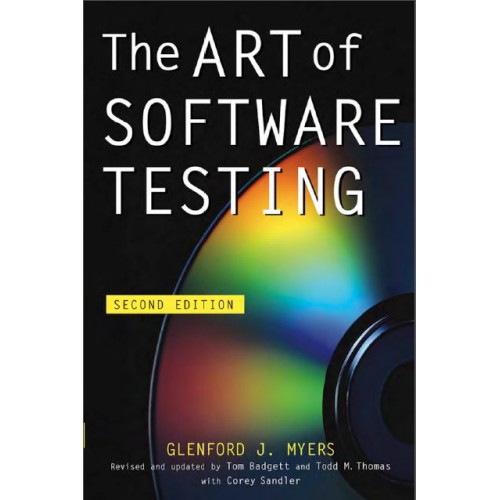 The ART of
SOFTWARE
TESTING
SECOND EDITION
GLENFORD J. MYERS
Revised and updated by Tom Badgett and Todd M. Thomas
with Corey Sandler